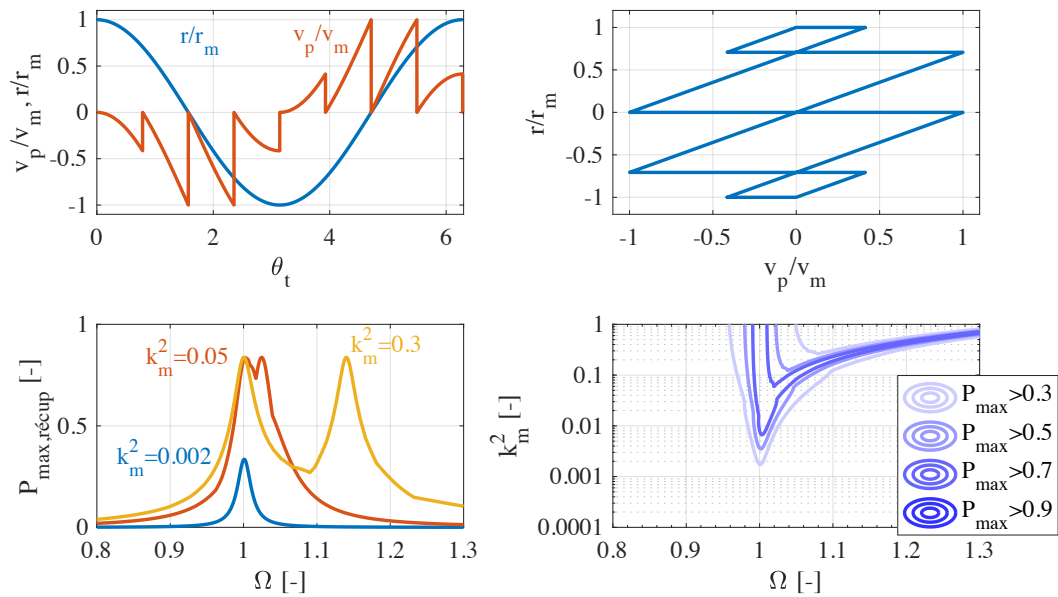 v_p/v_m, r/r_m
1
0.5
0
-0.5
-1
r/r_m
v_p/v_m
0 2 4 6
θ_t
r/r_m
1
0.5
0
-0.5
-1
-1 -0.5 0 0.5 1
v_p/v_m
P_max,récup [-]
1
0.5
0
k_m^2=0.05
k_m^2=0.3
k_m^2=0.002
0.8 0.9 1 1.1 1.2 1.3
Ω [-]
k_m^2 [-]
1
0.1
0.01
0.001
0.0001
0.8 0.9 1 1.1 1.2 1.3
Ω [-]
P_max>0.3
P_max>0.5
P_max>0.7
P_max>0.9